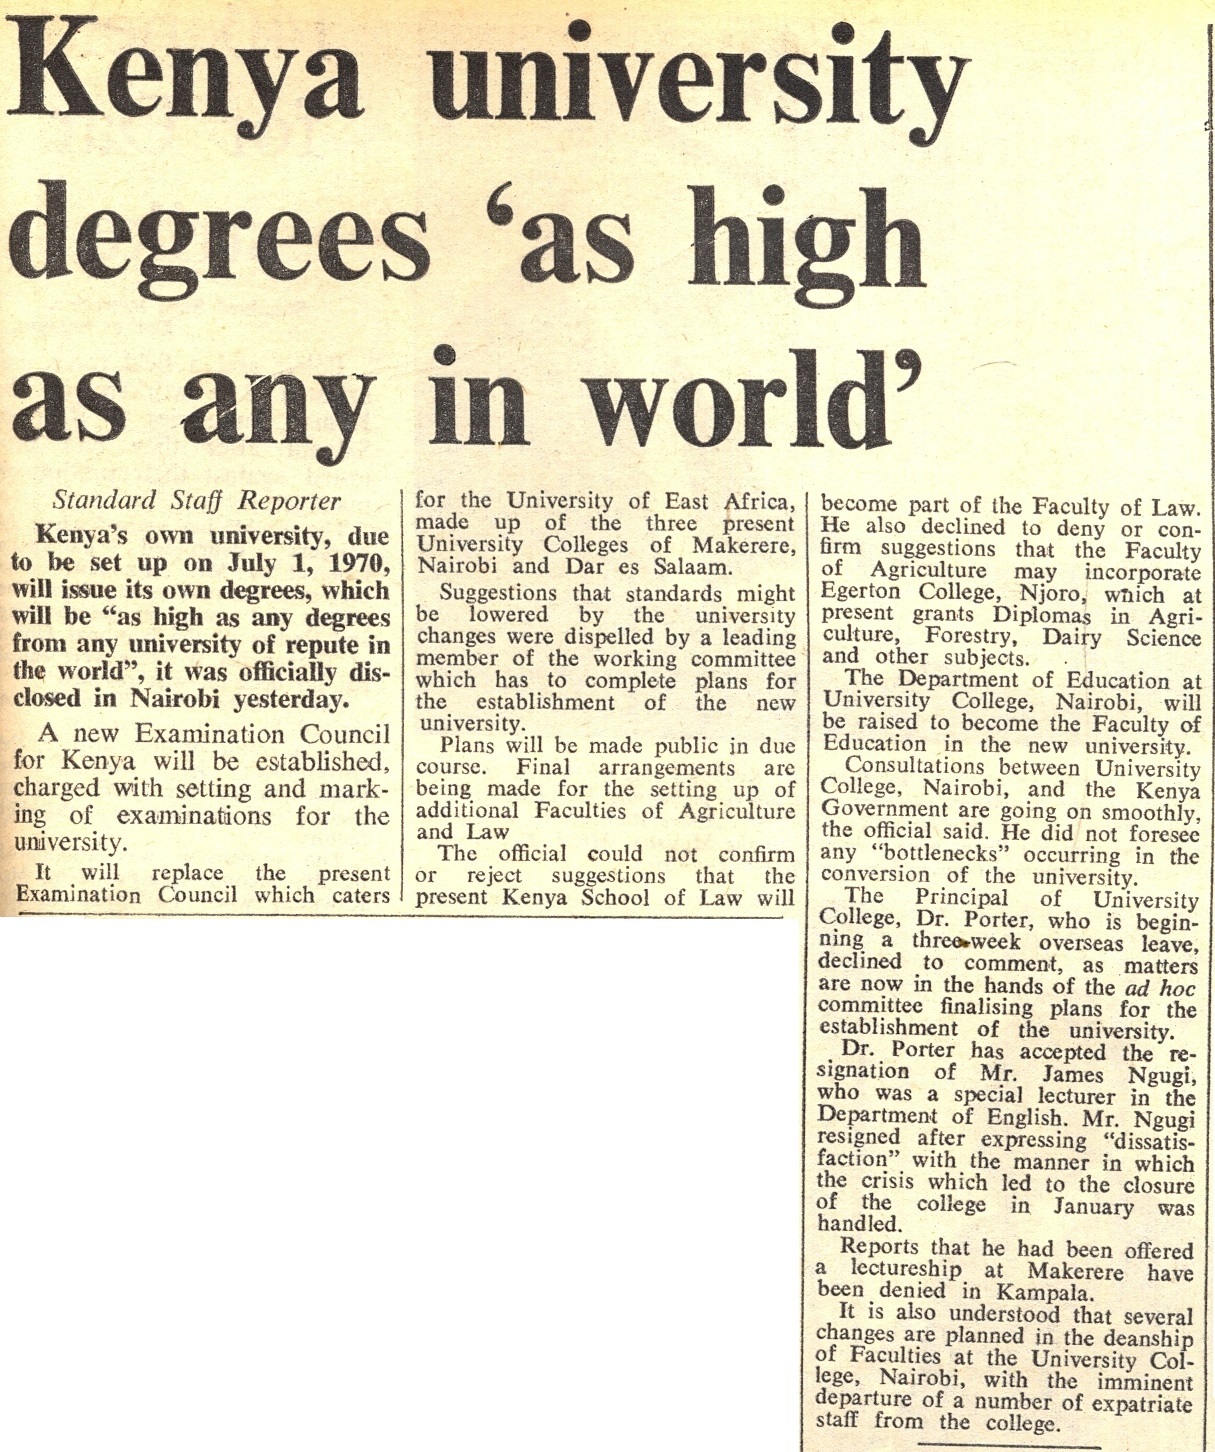 Kenya university
degrees ‘as high
as any in world’
Standard Staff Reporter
Kenya's own university, due
to be set up on July 1, 1970,
will issue its own degrees, which
will be “as high as any degrees
from any university of repute in
the world”, it was officially dis-
closed in Nairobi yesterday.
A new Examination Council
for Kenya will be established,
charged with setting and mark-
ing of examinations for the
university.
It will replace the present
Examination Council which caters
for the University of East Africa,
made up of the three present
University Colleges of Makerere,
Nairobi and Dar es Salaam.
Suggestions that standards might
be lowered by the university
changes were dispelled by a leading
member of the working committee
which has to complete plans for
the establishment of the new
university.
Plans will be made public in due
course. Final arrangements are
being made for the setting up of
additional Faculties of Agriculture
and Law
The official could not confirm
or reject suggestions that the
present Kenya School of Law will
become part of the Faculty of Law.
He also declined to deny or con-
firm suggestions that the Faculty
of Agriculture may incorporate
Egerton College, Njoro, which at
present grants Diplomas in Agri-
culture, Forestry, Dairy Science
and other subjects.
The Department of Education at
University College, Nairobi, will
be raised to become the Faculty of
Education in the new university.
Consultations between University
College, Nairobi, and the Kenya
Government are going on smoothly,
the official said. He did not foresee
any “bottlenecks” occurring in the
conversion of the university.
The Principal of University
College, Dr. Porter, who is begin-
ning a three-week overseas leave,
declined to comment, as matters
are now in the hands of the ad hoc
committee finalising plans for the
establishment of the university.
Dr. Porter has accepted the re-
signation of Mr. James Ngugi,
who was a special lecturer in the
Department of English. Mr. Ngugi
resigned after expressing “dissatis-
faction” with the manner in which
the crisis which led to the closure
of the college in January was
handled.
Reports that he had been offered
a lectureship at Makerere have
been denied in Kampala.
It is also understood that several
changes are planned in the deanship
of Faculties at the University Col-
lege, Nairobi, with the imminent
departure of a number of expatriate
staff from the college.